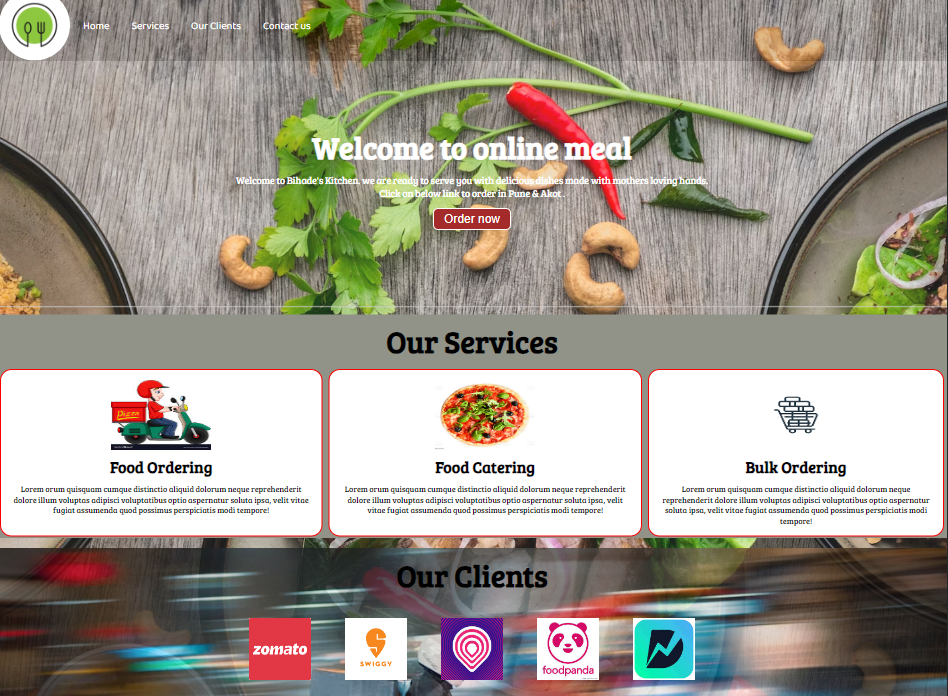 Home Services Our Clients Contact us
Welcome to online meal
Welcome to Bihade's Kitchen. we are ready to serve you with delicious dishes made with mothers loving hands.
Click on below link to order in Pune & Akot .
Order now
Our Services
Pizza
Food Ordering
Lorem orum quisquam cumque distinctio aliquid dolorum neque reprehenderit
dolore illum voluptas adipisci voluptatibus optio aspernatur soluta ipsa, velit vitae
fugiat assumenda quod possimus perspiciatis modi tempore!
Food Catering
Lorem orum quisquam cumque distinctio aliquid dolorum neque reprehenderit
dolore illum voluptas adipisci voluptatibus optio aspernatur soluta ipsa, velit
vitae fugiat assumenda quod possimus perspiciatis modi tempore!
Bulk Ordering
Lorem orum quisquam cumque distinctio aliquid dolorum neque
reprehenderit dolore illum voluptas adipisci voluptatibus optio aspernatur
soluta ipsa, velit vitae fugiat assumenda quod possimus perspiciatis modi
tempore!
Our Clients
zomato
SWIGGY
foodpanda